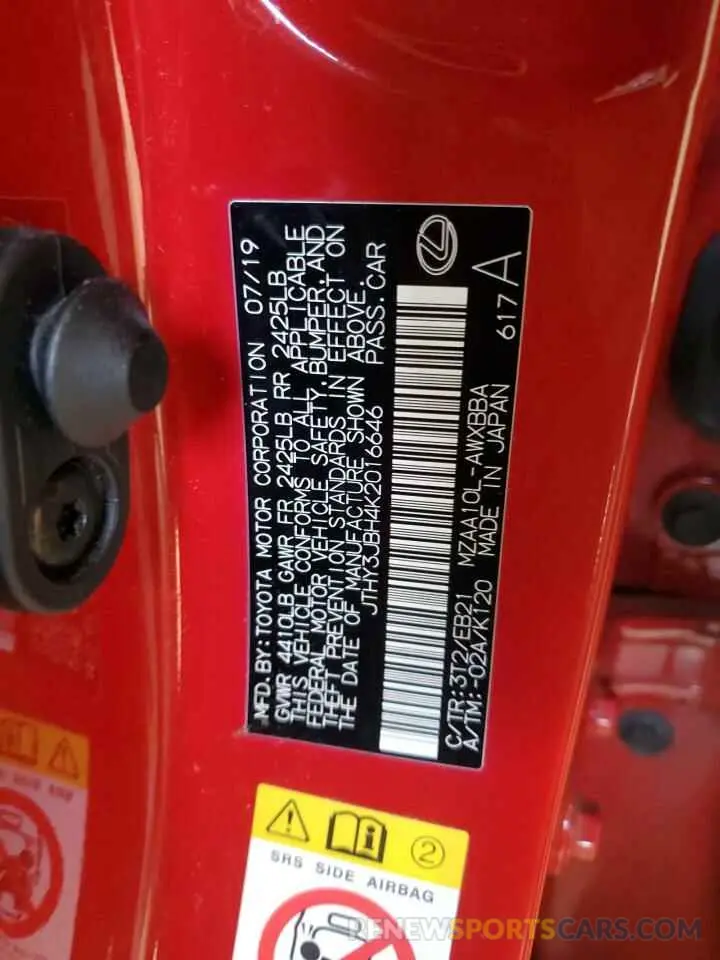 MFD.BY:TOYOTA MOTOR CORPORATION 07/19
GVWR 4410LB GAWR FR 2425LB RR 2425LB
THIS VEHICLE CONFORMS TO ALL APPLICABLE
FEDERAL MOTOR VEHICLE SAFETY,BUMPER,AND
THEFT PREVENTION STANDARDS IN EFFECT ON
THE DATE OF MANUFACTURE SHOWN ABOVE.
JTHY3JBH4K2016646 PASS.CAR
C/TR:3T2/EB21 MZAA10L-AWXBBA
A/TM:-02A/K120 MADE IN JAPAN 617 A
2
SRS SIDE AIRBAG
RENEWSPORTSCARS.COM